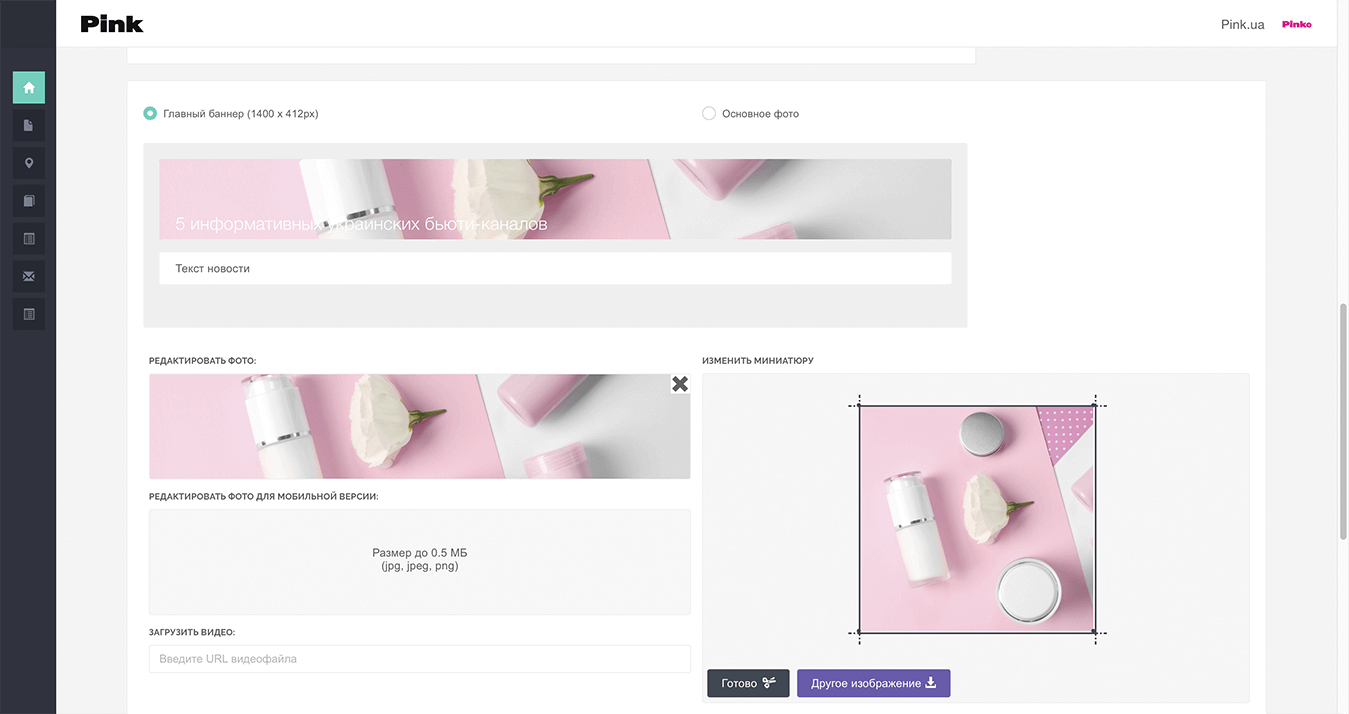 Pink
Pink.ua
Pinko
Главный баннер (1400 x 412px)
Основное фото
5 информативных украинских бьюти-каналов
Текст новости
РЕДАКТИРОВАТЬ ФОТО:
ИЗМЕНИТЬ МИНИАТЮРУ
РЕДАКТИРОВАТЬ ФОТО ДЛЯ МОБИЛЬНОЙ ВЕРСИИ:
Размер до 0.5 МБ
(jpg, jpeg, png)
ЗАГРУЗИТЬ ВИДЕО:
Введите URL видеофайла
Готово
Другое изображение